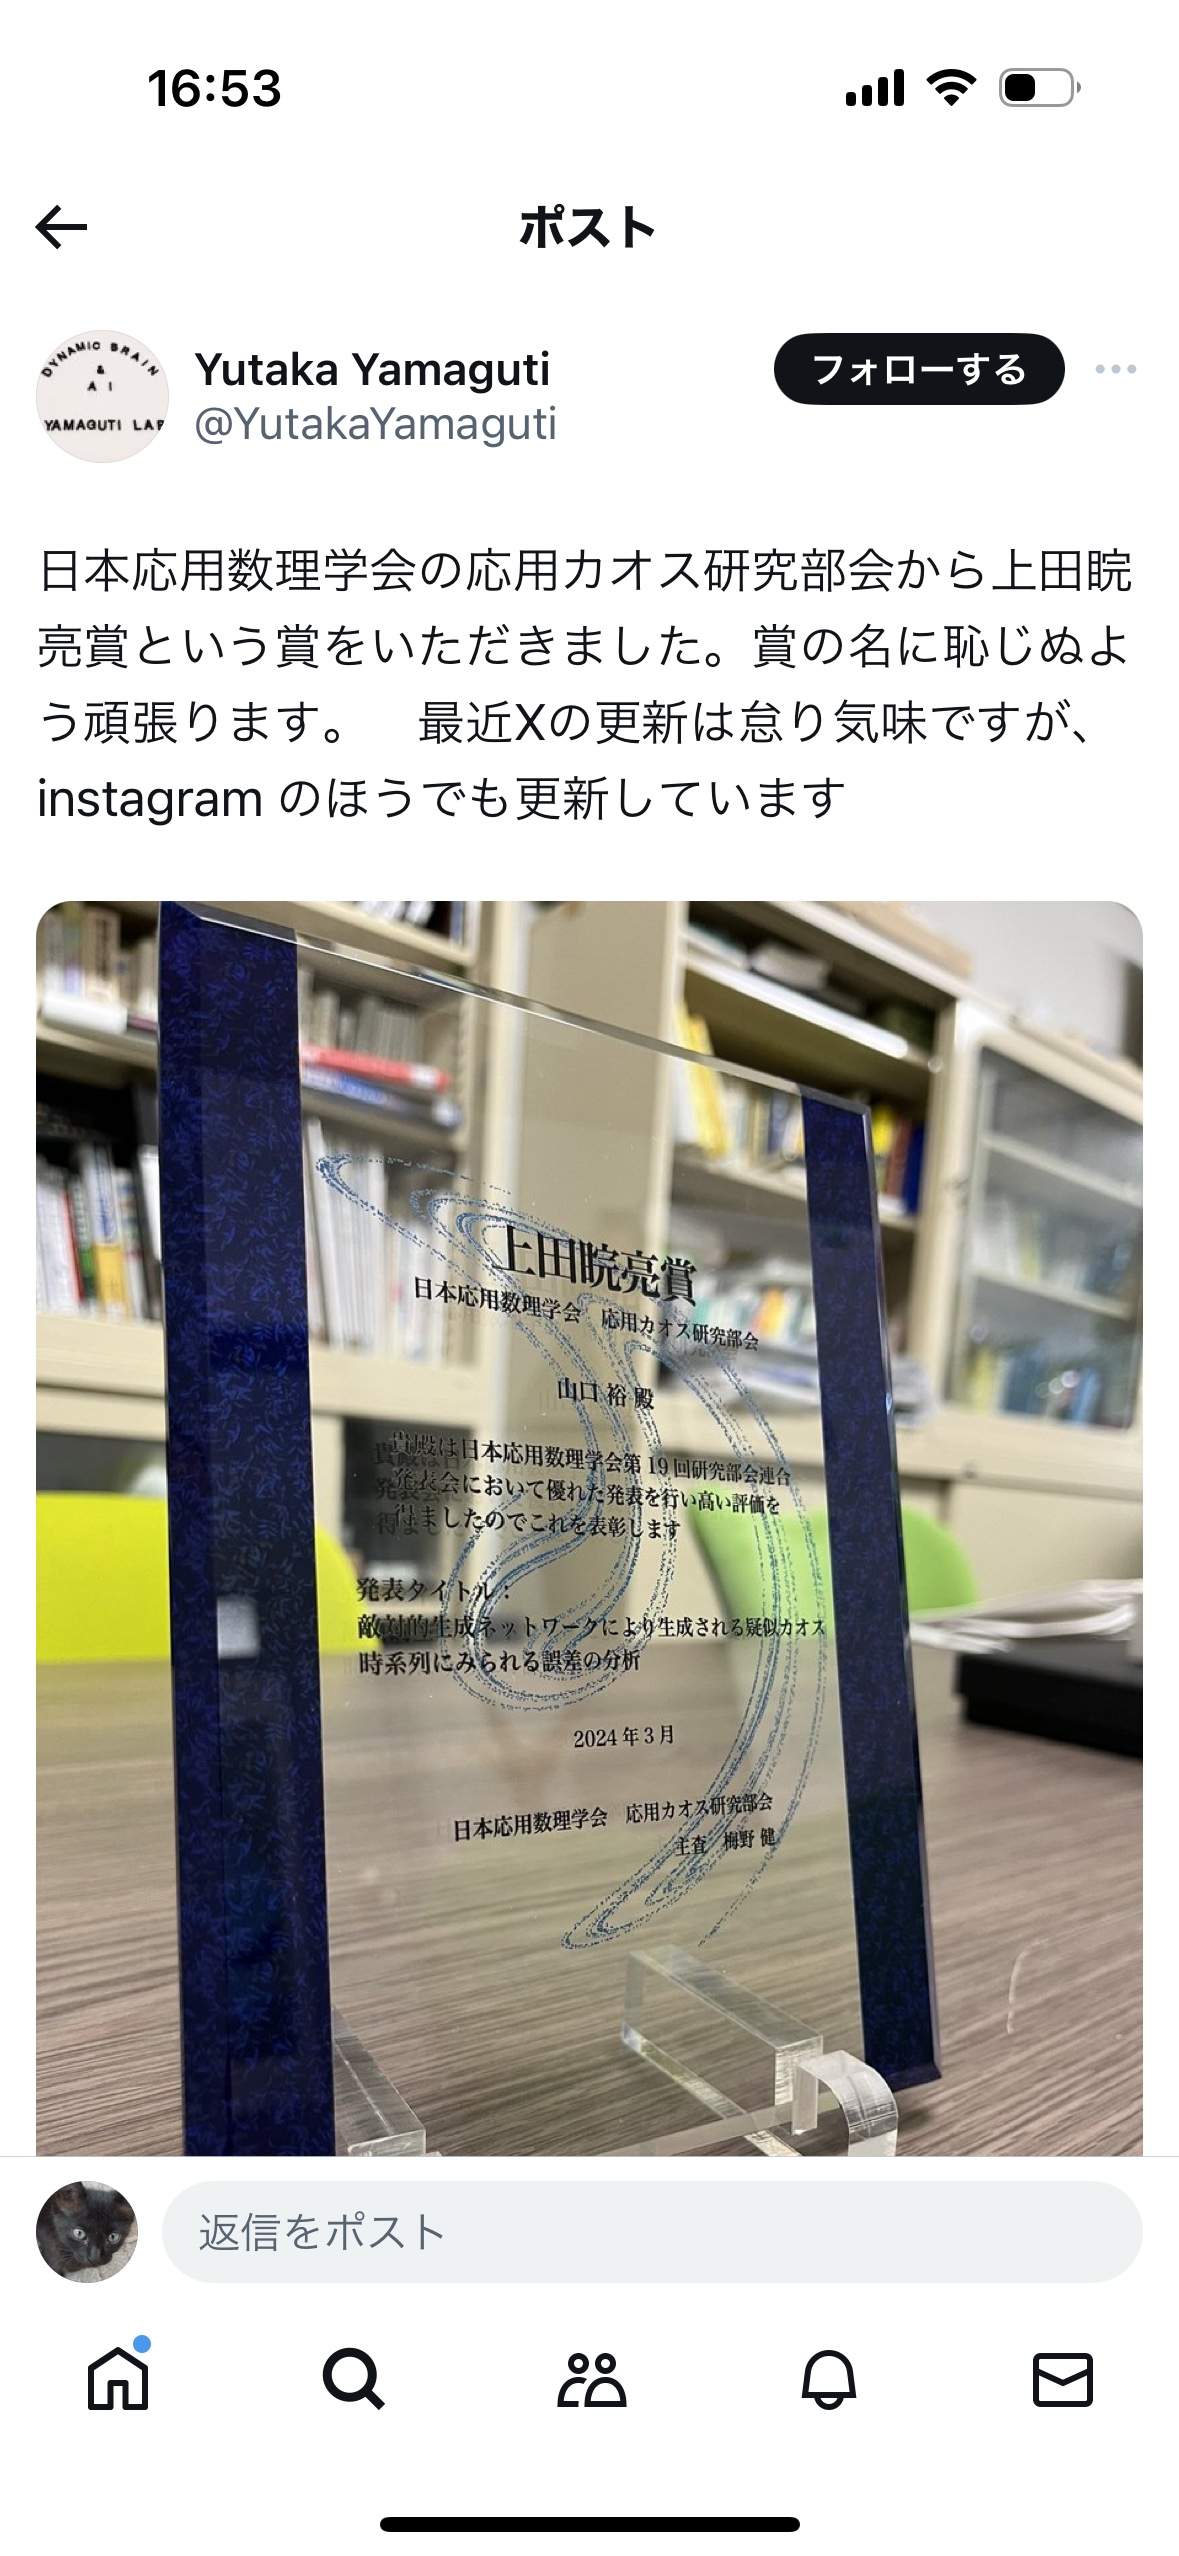 16:53
ポスト
DYNAMIC BRAIN
&
AI
YAMAGUTI LAB
Yutaka Yamaguti
@YutakaYamaguti
フォローする
日本応用数理学会の応用カオス研究部会から上田睆
亮賞という賞をいただきました。賞の名に恥じぬよ
う頑張ります。　最近Xの更新は怠り気味ですが、
instagram のほうでも更新しています
上田睆亮賞
日本応用数理学会　応用カオス研究部会
山口 裕 殿
貴殿は日本応用数理学会第 19 回研究部会連合
発表会において優れた発表を行い高い評価を
得ましたのでこれを表彰します
発表タイトル：
敵対的生成ネットワークにより生成される疑似カオス
時系列にみられる誤差の分析
2024 年 3 月
日本応用数理学会　応用カオス研究部会
主査　梅野 健
返信をポスト